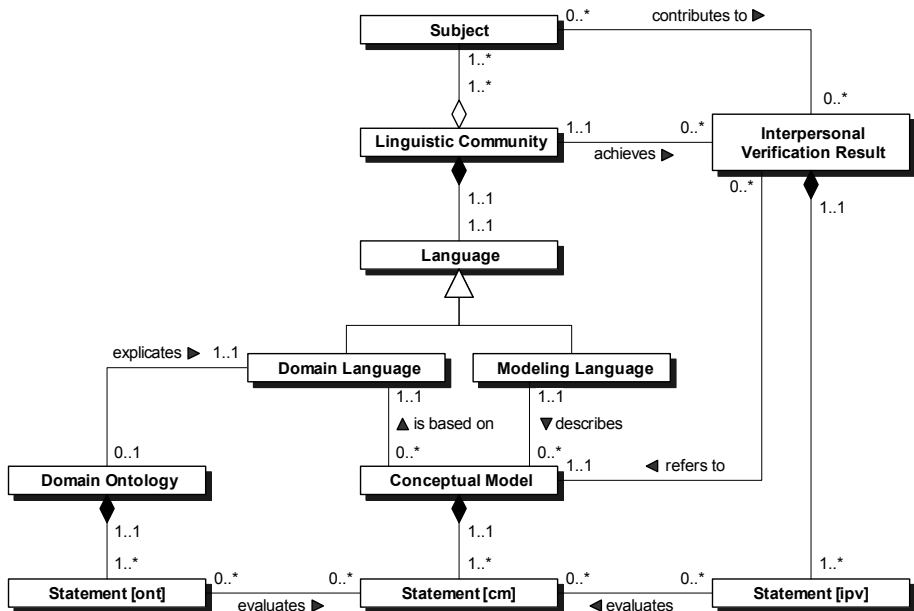 0..*
contributes to ▶
Subject
1..*
1..*
0..*
Linguistic Community
1..1
0..*
Interpersonal
Verification Result
achieves ▶
0..*
1..1
1..1
1..1
Language
explicates ▶
1..1
Domain Language
Modeling Language
1..1
1..1
▲ is based on
▼ describes
0..1
0..*
0..*
1..1
◀ refers to
Domain Ontology
Conceptual Model
1..1
1..1
1..*
1..*
1..*
0..*
0..*
0..*
0..*
Statement [ont]
Statement [cm]
Statement [ipv]
evaluates ▶
◀ evaluates